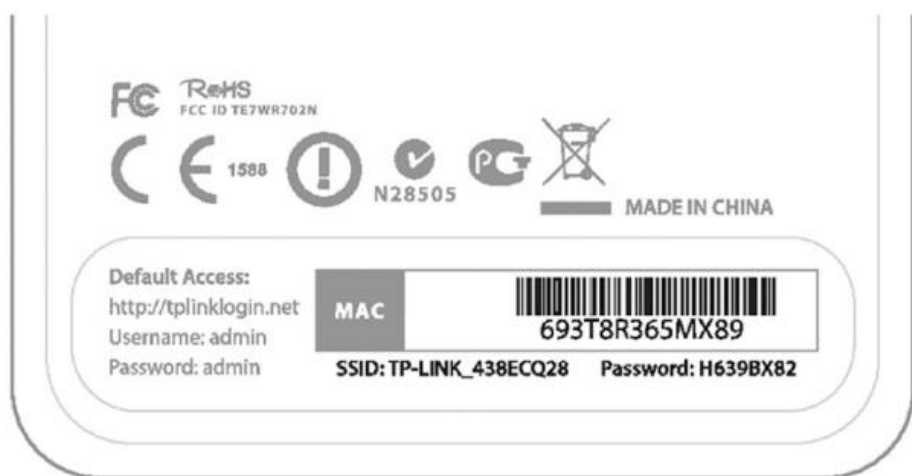 FC RoHS
FCC ID TE7WR702N
CE 1588 N28505
MADE IN CHINA
Default Access:
http://tplinklogin.net
Username: admin
Password: admin
MAC
693T8R365MX89
SSID: TP-LINK_438ECQ28 Password: H639BX82